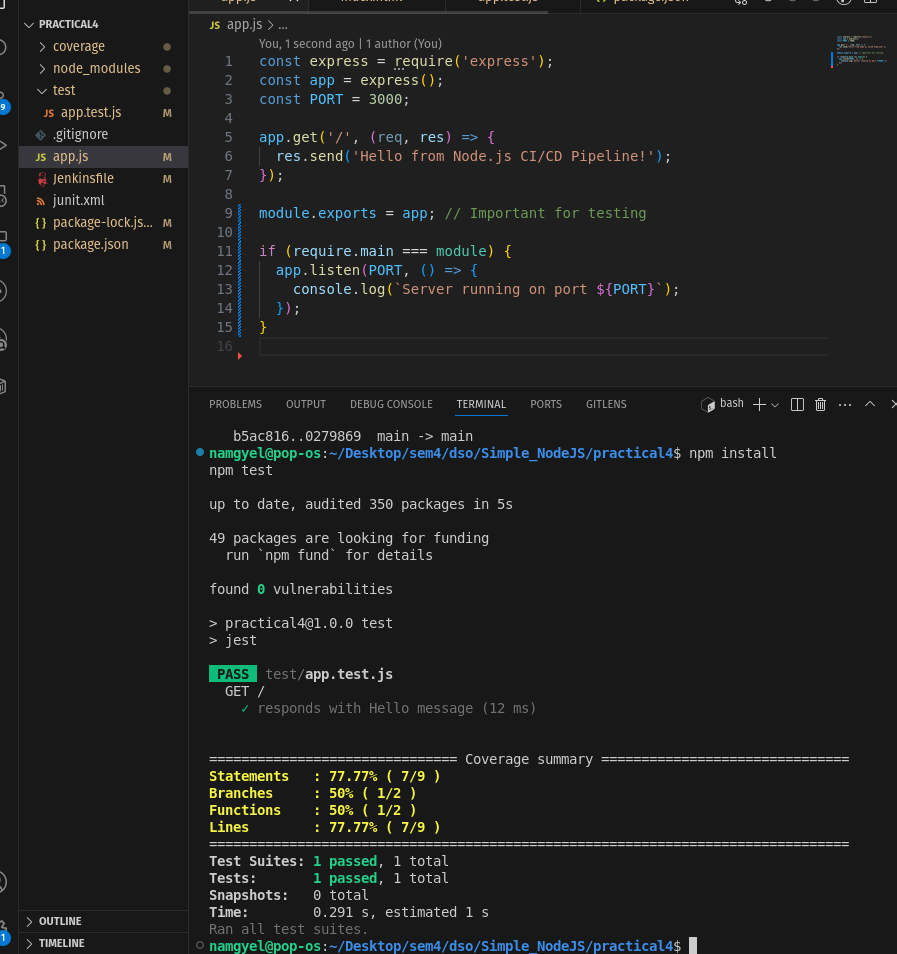 PRACTICAL4
coverage
node_modules
test
JS app.test.js M
.gitignore
JS app.js M
Jenkinsfile M
junit.xml
{} package-lock.js... M
{} package.json M
OUTLINE
TIMELINE
9
1
1
JS app.js > ...
You, 1 second ago | 1 author (You)
1 const express = require('express');
2 const app = express();
3 const PORT = 3000;
4
5 app.get('/', (req, res) => {
6 res.send('Hello from Node.js CI/CD Pipeline!');
7 });
8
9 module.exports = app; // Important for testing
10
11 if (require.main === module) {
12 app.listen(PORT, () => {
13 console.log(`Server running on port ${PORT}`);
14 });
15 }
16
PROBLEMS OUTPUT DEBUG CONSOLE TERMINAL PORTS GITLENS bash
b5ac816..0279869 main -> main
namgyel@pop-os:~/Desktop/sem4/dso/Simple_NodeJS/practical4$ npm install
npm test
up to date, audited 350 packages in 5s
49 packages are looking for funding
run `npm fund` for details
found 0 vulnerabilities
> practical4@1.0.0 test
> jest
PASS test/app.test.js
GET /
✓ responds with Hello message (12 ms)
=============================== Coverage summary ===============================
Statements : 77.77% ( 7/9 )
Branches : 50% ( 1/2 )
Functions : 50% ( 1/2 )
Lines : 77.77% ( 7/9 )
================================================================================
Test Suites: 1 passed, 1 total
Tests: 1 passed, 1 total
Snapshots: 0 total
Time: 0.291 s, estimated 1 s
Ran all test suites.
namgyel@pop-os:~/Desktop/sem4/dso/Simple_NodeJS/practical4$